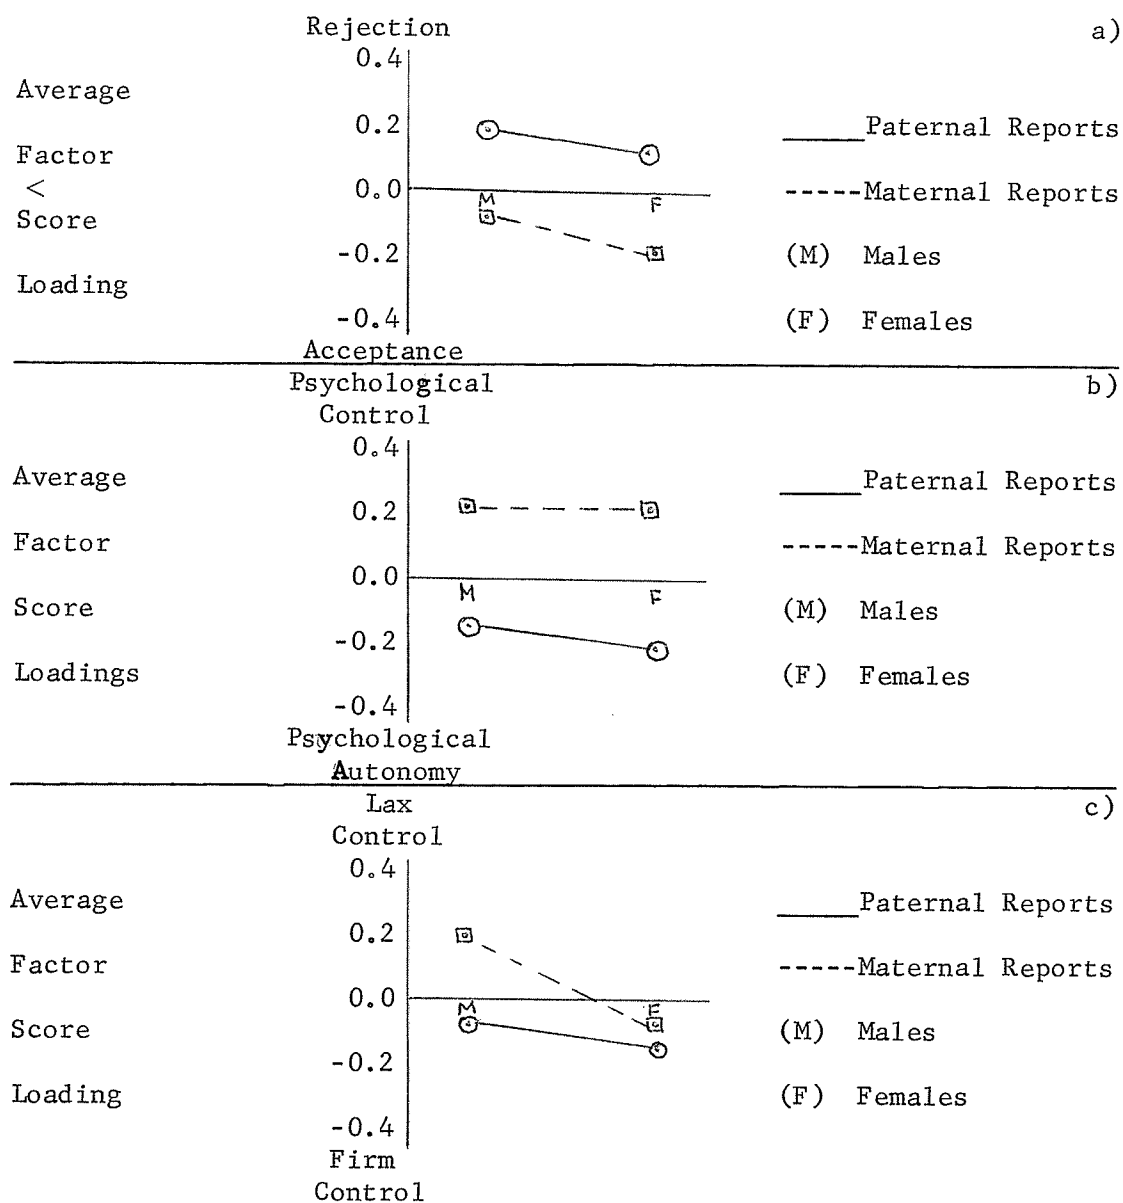 Rejection a)
0.4
Average
0.2 Paternal Reports
Factor
<
0.0 -----Maternal Reports
M F
Score
-0.2 (M) Males
Loading
-0.4 (F) Females
Acceptance
Psychological b)
Control
0.4
Average Paternal Reports
0.2
Factor -----Maternal Reports
0.0
M F
Score (M) Males
-0.2
Loadings (F) Females
-0.4
Psychological
Autonomy
Lax c)
Control
0.4
Average Paternal Reports
0.2
Factor -----Maternal Reports
0.0
M F
Score (M) Males
-0.2
Loading (F) Females
-0.4
Firm
Control